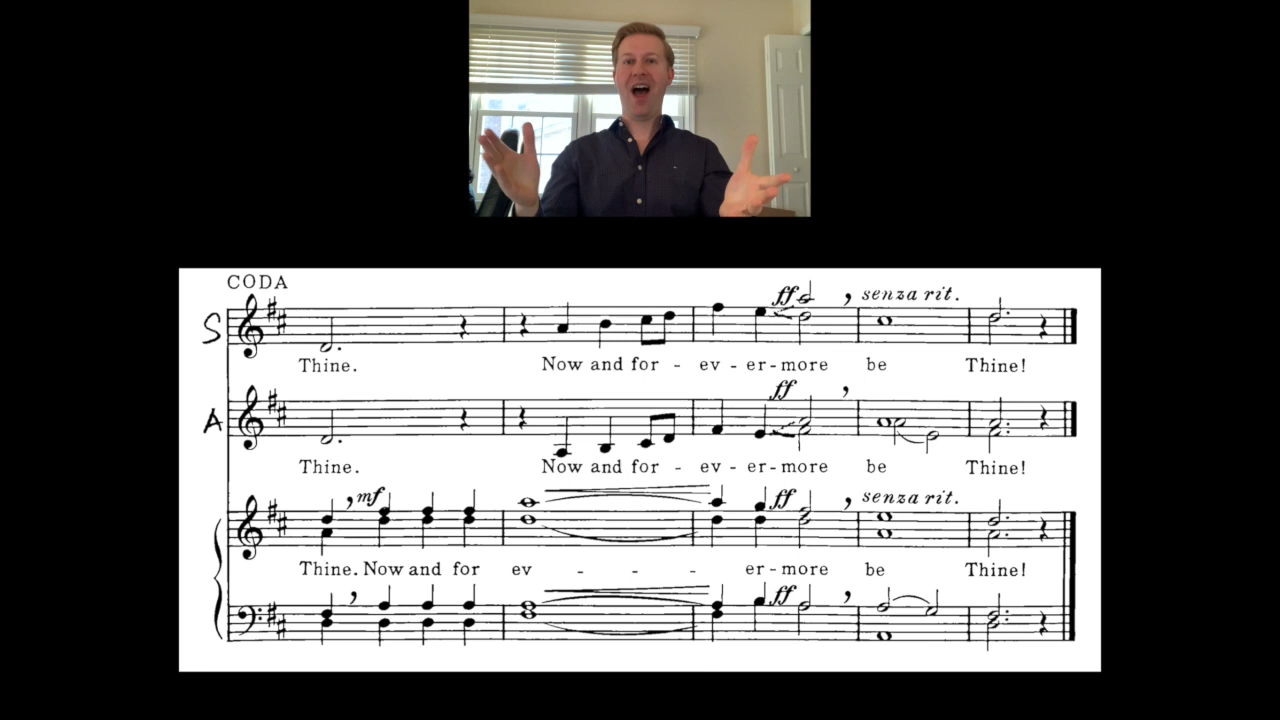 CODA
ff senza rit.
S
Thine. Now and for - ev - er-more be Thine!
ff
A
Thine. Now and for - ev - er-more be Thine!
mf ff senza rit.
Thine. Now and for ev - - - er-more be Thine!
ff